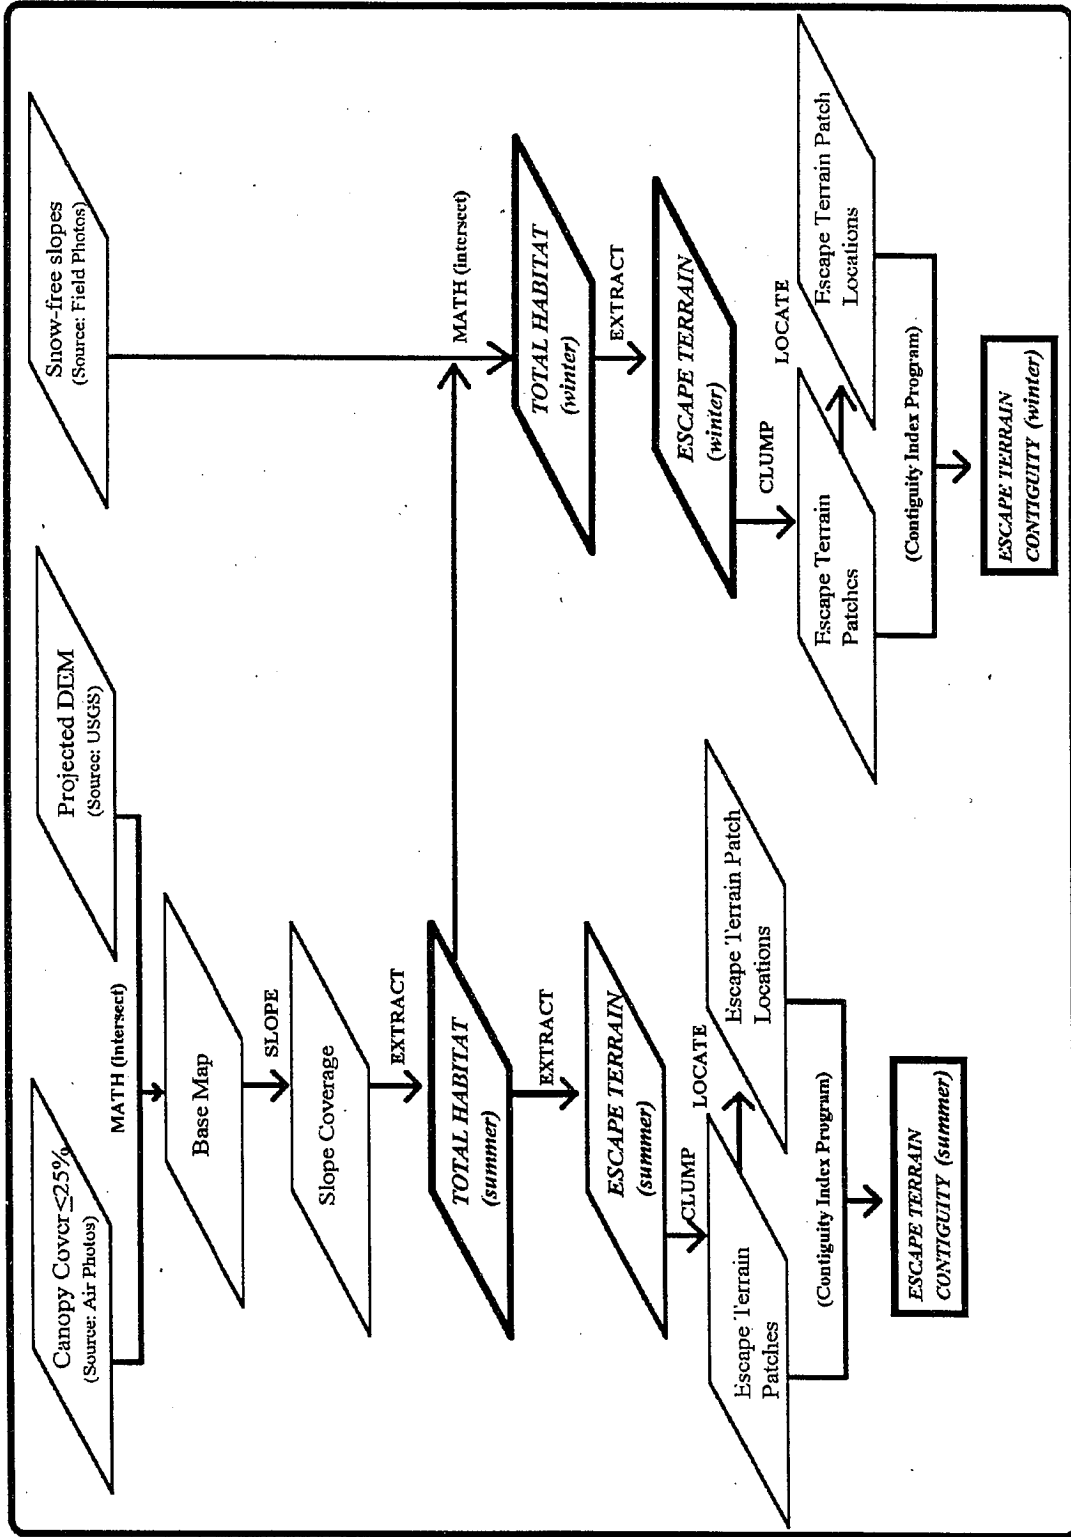 Canopy Cover≤25%
(Source: Air Photos)
Projected DEM
(Source: USGS)
Snow-free slopes
(Source: Field Photos)
MATH (intersect)
Base Map
SLOPE
Slope Coverage
EXTRACT
TOTAL HABITAT
(summer)
EXTRACT
ESCAPE TERRAIN
(summer)
CLUMP
LOCATE
Escape Terrain
Patches
Escape Terrain Patch
Locations
(Contiguity Index Program)
ESCAPE TERRAIN
CONTIGUITY (summer)
MATH (intersect)
TOTAL HABITAT
(winter)
EXTRACT
ESCAPE TERRAIN
(winter)
CLUMP
LOCATE
Escape Terrain
Patches
Escape Terrain Patch
Locations
(Contiguity Index Program)
ESCAPE TERRAIN
CONTIGUITY (winter)